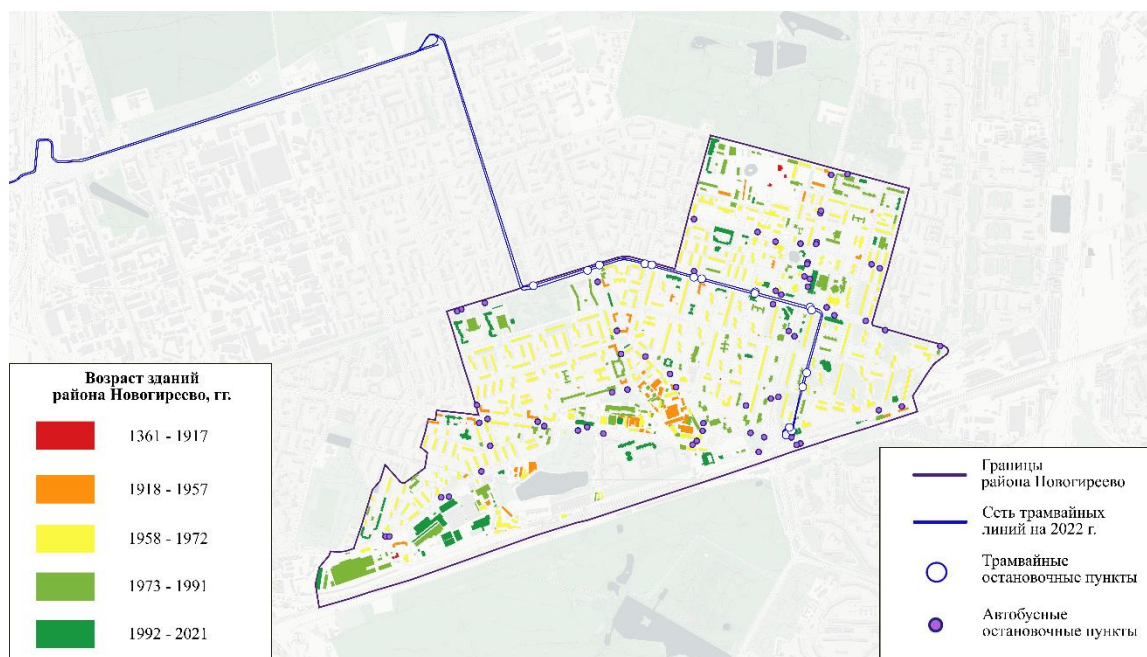 Возраст зданий
района Новогиреево, гг.
1361 - 1917
1918 - 1957
1958 - 1972
1973 - 1991
1992 - 2021
Границы
района Новогиреево
Сеть трамвайных
линий на 2022 г.
Трамвайные
остановочные пункты
Автобусные
остановочные пункты